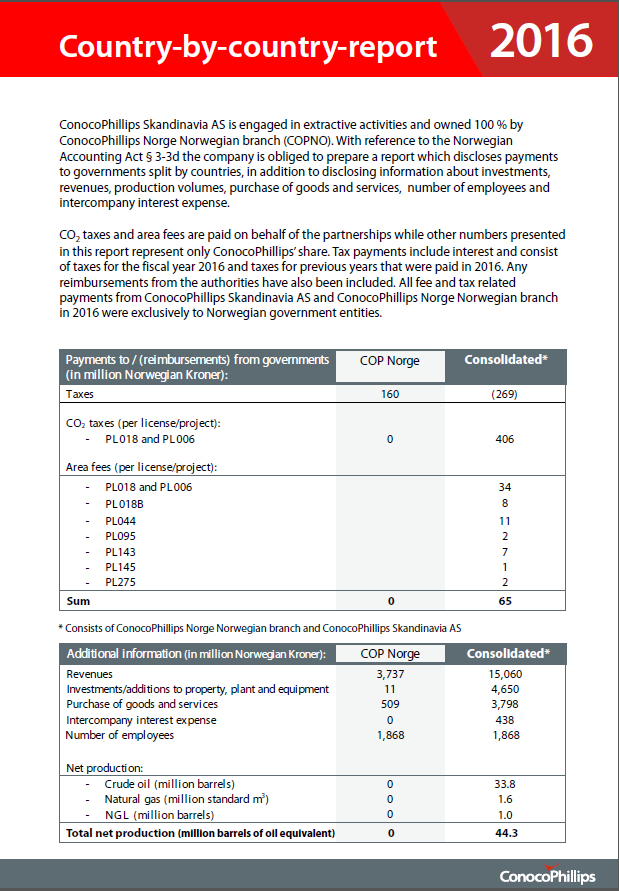 Country-by-country-report 2016
ConocoPhillips Skandinavia AS is engaged in extractive activities and owned 100 % by
ConocoPhillips Norge Norwegian branch (COPNO). With reference to the Norwegian
Accounting Act § 3-3d the company is obliged to prepare a report which discloses payments
to governments split by countries, in addition to disclosing information about investments,
revenues, production volumes, purchase of goods and services, number of employees and
intercompany interest expense.
CO₂ taxes and area fees are paid on behalf of the partnerships while other numbers presented
in this report represent only ConocoPhillips' share. Tax payments include interest and consist
of taxes for the fiscal year 2016 and taxes for previous years that were paid in 2016. Any
reimbursements from the authorities have also been included. All fee and tax related
payments from ConocoPhillips Skandinavia AS and ConocoPhillips Norge Norwegian branch
in 2016 were exclusively to Norwegian government entities.
Payments to / (reimbursements) from governments COP Norge Consolidated*
(in million Norwegian Kroner):
Taxes 160 (269)
CO₂ taxes (per license/project):
- PL018 and PL006 0 406
Area fees (per license/project):
- PL018 and PL006 34
- PL018B 8
- PL044 11
- PL095 2
- PL143 7
- PL145 1
- PL275 2
Sum 0 65
* Consists of ConocoPhillips Norge Norwegian branch and ConocoPhillips Skandinavia AS
Additional information (in million Norwegian Kroner): COP Norge Consolidated*
Revenues 3,737 15,060
Investments/additions to property, plant and equipment 11 4,650
Purchase of goods and services 509 3,798
Intercompany interest expense 0 438
Number of employees 1,868 1,868
Net production:
- Crude oil (million barrels) 0 33.8
- Natural gas (million standard m³) 0 1.6
- NGL (million barrels) 0 1.0
Total net production (million barrels of oil equivalent) 0 44.3
ConocoPhillips